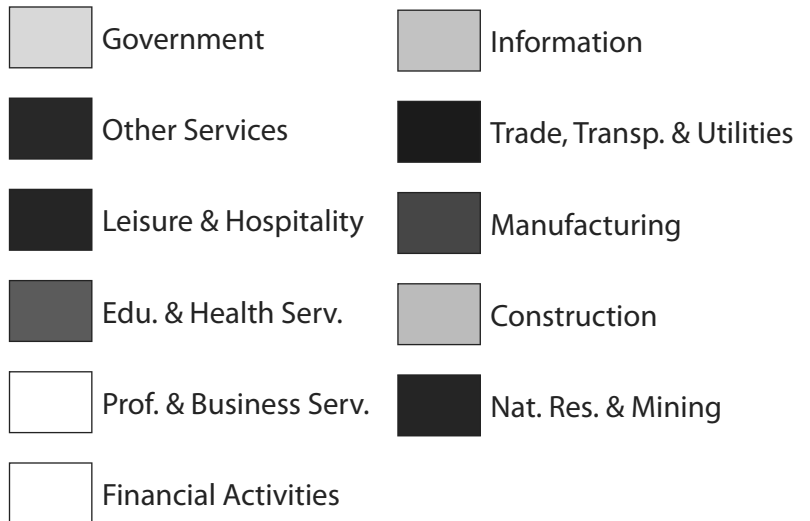 Government
Other Services
Leisure & Hospitality
Edu. & Health Serv.
Prof. & Business Serv.
Financial Activities
Information
Trade, Transp. & Utilities
Manufacturing
Construction
Nat. Res. & Mining